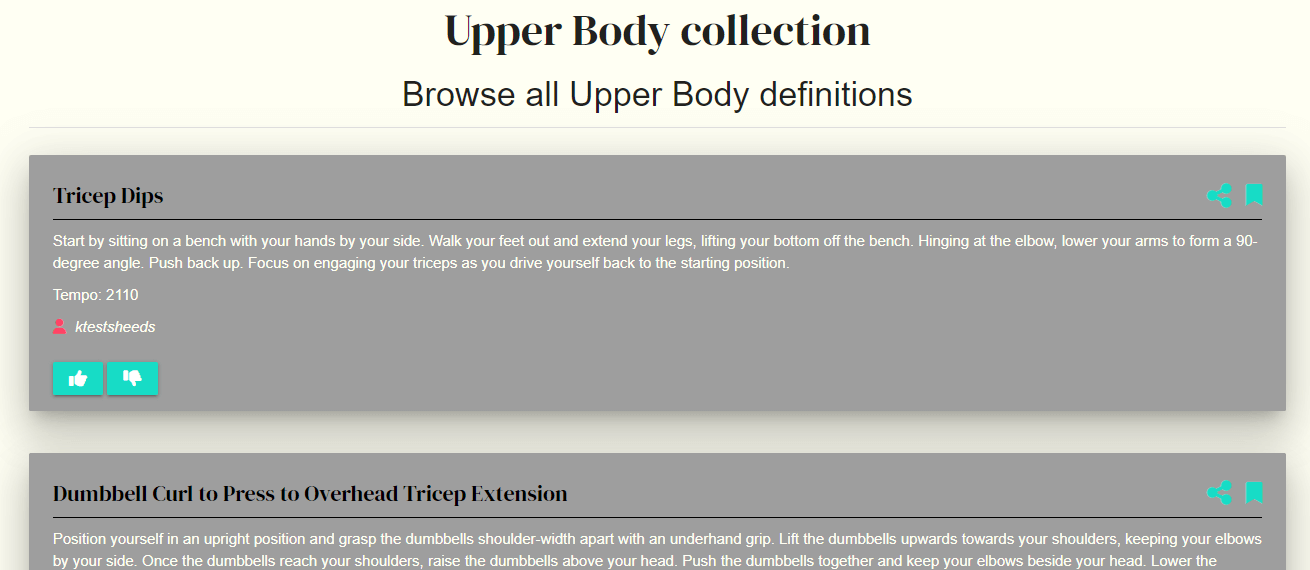 Upper Body collection
Browse all Upper Body definitions
Tricep Dips
Start by sitting on a bench with your hands by your side. Walk your feet out and extend your legs, lifting your bottom off the bench. Hinging at the elbow, lower your arms to form a 90-
degree angle. Push back up. Focus on engaging your triceps as you drive yourself back to the starting position.
Tempo: 2110
ktestsheeds
Dumbbell Curl to Press to Overhead Tricep Extension
Position yourself in an upright position and grasp the dumbbells shoulder-width apart with an underhand grip. Lift the dumbbells upwards towards your shoulders, keeping your elbows
by your side. Once the dumbbells reach your shoulders, raise the dumbbells above your head. Push the dumbbells together and keep your elbows beside your head. Lower the